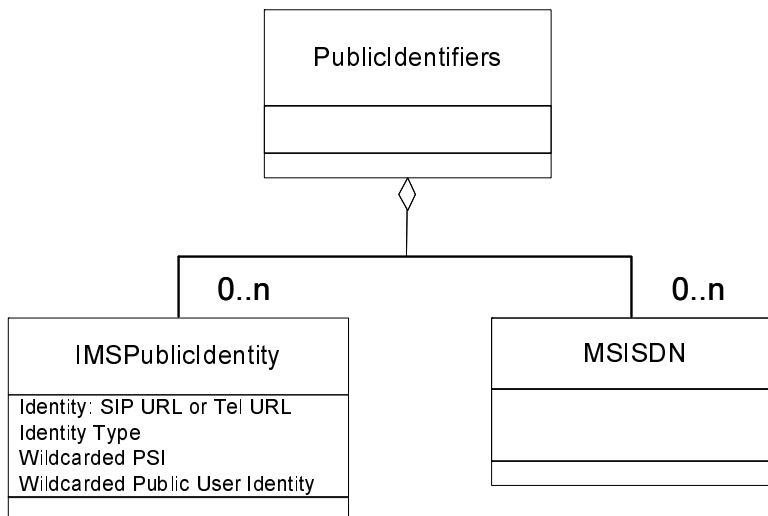 PublicIdentifiers
0..n
0..n
IMSPublicIdentity
MSISDN
Identity: SIP URL or Tel URL
Identity Type
Wildcarded PSI
Wildcarded Public User Identity